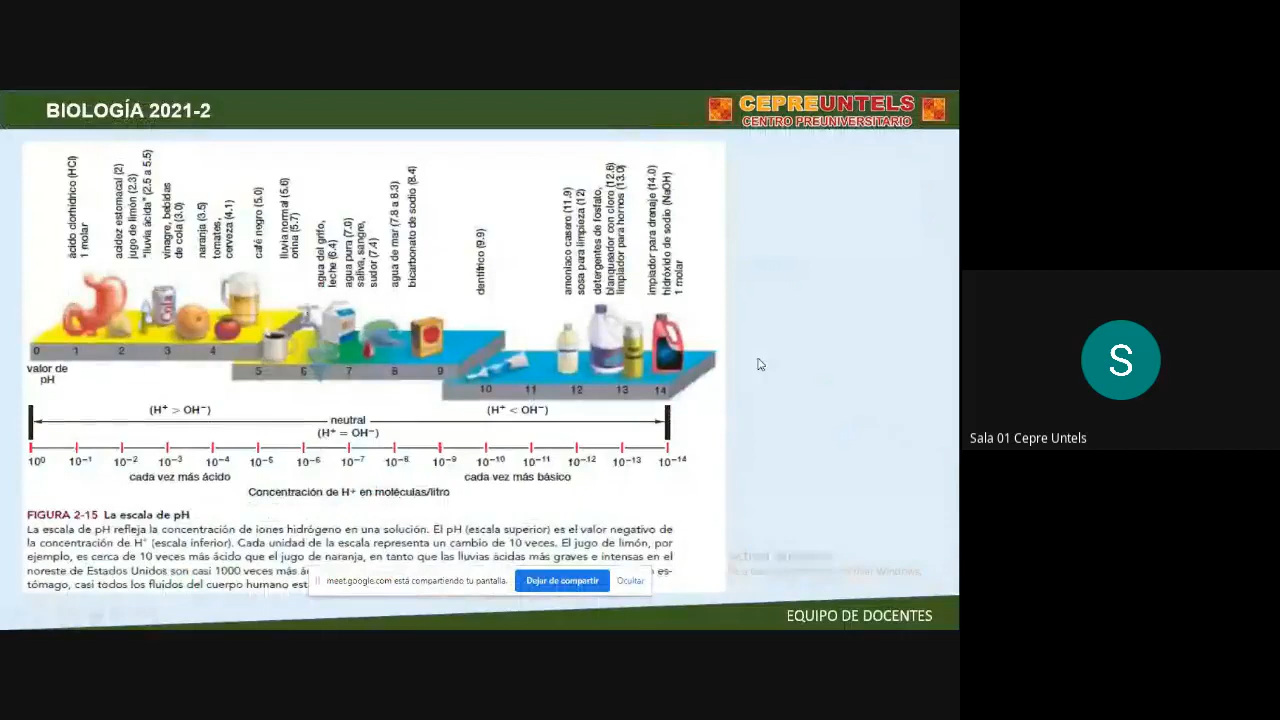 BIOLOGÍA 2021-2
CEPREUNTELS
CENTRO PREUNIVERSITARIO
ácido clorhídrico (HCl)
1 molar
acidez estomacal (2)
jugo de limón (2.3)
"lluvia ácida" (2.5 a 5.5)
vinagre, bebidas
de cola (3.0)
naranja (3.5)
tomates,
cerveza (4.1)
café negro (5.0)
lluvia normal (5.6)
orina (5.7)
agua del grifo,
leche (6.4)
agua pura (7.0)
saliva, sangre,
sudor (7.4)
agua de mar (7.8 a 8.3)
bicarbonato de sodio (8.4)
dentífrico (9.9)
amoniaco casero (11.9)
sosa para limpieza (12)
detergentes de fosfato,
blanqueador con cloro (12.6)
limpiador para hornos (13.0)
impiador para drenaje (14.0)
hidróxido de sodio (NaOH)
1 molar
Cola
0 1 2 3 4
5 6 7 8 9
10 11 12 13 14
valor de
pH
(H⁺ > OH⁻) (H⁺ < OH⁻)
neutral
(H⁺ = OH⁻)
10⁰ 10⁻¹ 10⁻² 10⁻³ 10⁻⁴ 10⁻⁵ 10⁻⁶ 10⁻⁷ 10⁻⁸ 10⁻⁹ 10⁻¹⁰ 10⁻¹¹ 10⁻¹² 10⁻¹³ 10⁻¹⁴
cada vez más ácido cada vez más básico
Concentración de H⁺ en moléculas/litro
FIGURA 2-15 La escala de pH
La escala de pH refleja la concentración de iones hidrógeno en una solución. El pH (escala superior) es el valor negativo de
la concentración de H⁺ (escala inferior). Cada unidad de la escala representa un cambio de 10 veces. El jugo de limón, por
ejemplo, es cerca de 10 veces más ácido que el jugo de naranja, en tanto que las lluvias ácidas más graves e intensas en el
noreste de Estados Unidos son casi 1000 veces más es-
tómago, casi todos los fluidos del cuerpo humano
meet.google.com está compartiendo tu pantalla.
Dejar de compartir
Ocultar
EQUIPO DE DOCENTES
S
Sala 01 Cepre Untels